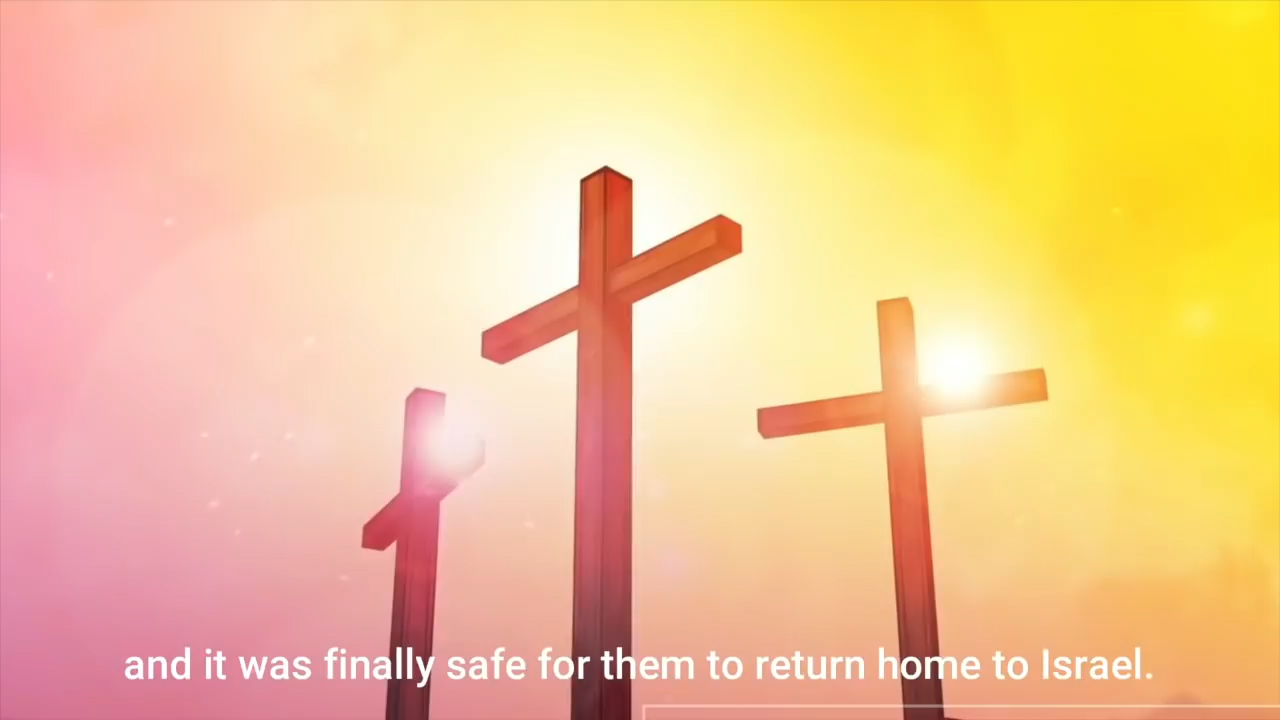 and it was finally safe for them to return home to Israel.